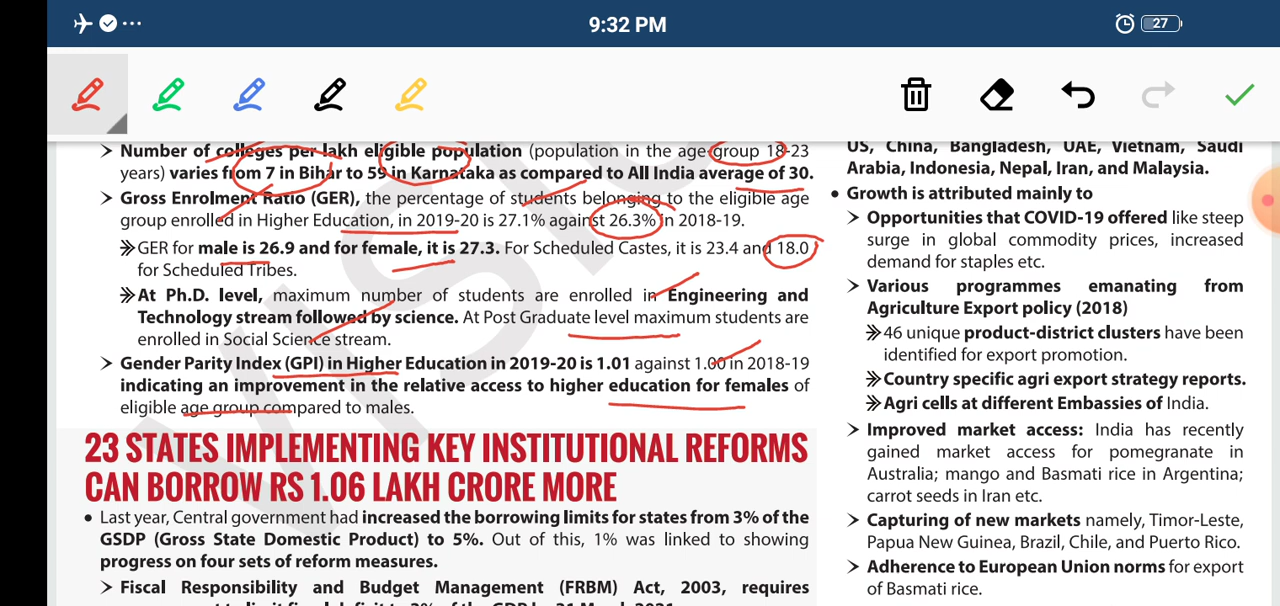 9:32 PM
27
➤ Number of colleges per lakh eligible population (population in the age group 18-23
years) varies from 7 in Bihar to 59 in Karnataka as compared to All India average of 30.
➤ Gross Enrolment Ratio (GER), the percentage of students belonging to the eligible age
group enrolled in Higher Education, in 2019-20 is 27.1% against 26.3% in 2018-19.
⋙GER for male is 26.9 and for female, it is 27.3. For Scheduled Castes, it is 23.4 and 18.0
for Scheduled Tribes.
⋙At Ph.D. level, maximum number of students are enrolled in Engineering and
Technology stream followed by science. At Post Graduate level maximum students are
enrolled in Social Science stream.
➤ Gender Parity Index (GPI) in Higher Education in 2019-20 is 1.01 against 1.00 in 2018-19
indicating an improvement in the relative access to higher education for females of
eligible age group compared to males.
23 STATES IMPLEMENTING KEY INSTITUTIONAL REFORMS
CAN BORROW RS 1.06 LAKH CRORE MORE
• Last year, Central government had increased the borrowing limits for states from 3% of the
GSDP (Gross State Domestic Product) to 5%. Out of this, 1% was linked to showing
progress on four sets of reform measures.
➤ Fiscal Responsibility and Budget Management (FRBM) Act, 2003, requires
US, China, Bangladesh, UAE, Vietnam, Saudi
Arabia, Indonesia, Nepal, Iran, and Malaysia.
• Growth is attributed mainly to
➤ Opportunities that COVID-19 offered like steep
surge in global commodity prices, increased
demand for staples etc.
➤ Various programmes emanating from
Agriculture Export policy (2018)
⋙46 unique product-district clusters have been
identified for export promotion.
⋙Country specific agri export strategy reports.
⋙Agri cells at different Embassies of India.
➤ Improved market access: India has recently
gained market access for pomegranate in
Australia; mango and Basmati rice in Argentina;
carrot seeds in Iran etc.
➤ Capturing of new markets namely, Timor-Leste,
Papua New Guinea, Brazil, Chile, and Puerto Rico.
➤ Adherence to European Union norms for export
of Basmati rice.